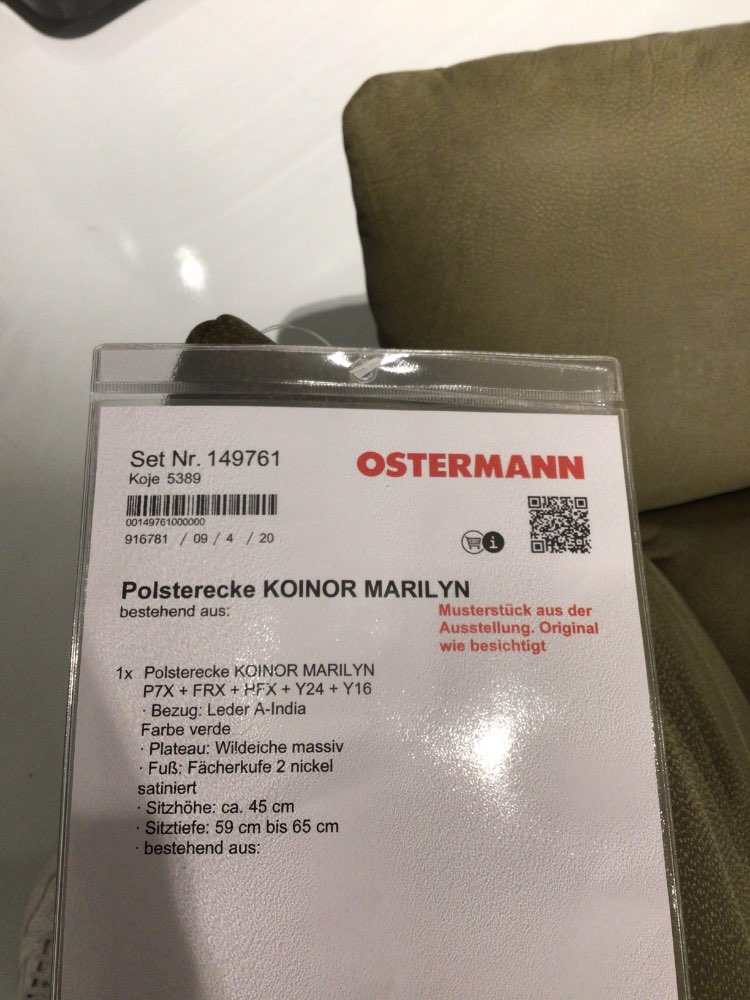 Set Nr. 149761
OSTERMANN
Koje 5389
00149761000000
916781 / 09 / 4 / 20
i
Polsterecke KOINOR MARILYN
bestehend aus:
Musterstück aus der
Ausstellung. Original
wie besichtigt
1x Polsterecke KOINOR MARILYN
P7X + FRX + HFX + Y24 + Y16
· Bezug: Leder A-India
Farbe verde
· Plateau: Wildeiche massiv
· Fuß: Fächerkufe 2 nickel
satiniert
· Sitzhöhe: ca. 45 cm
· Sitztiefe: 59 cm bis 65 cm
· bestehend aus: